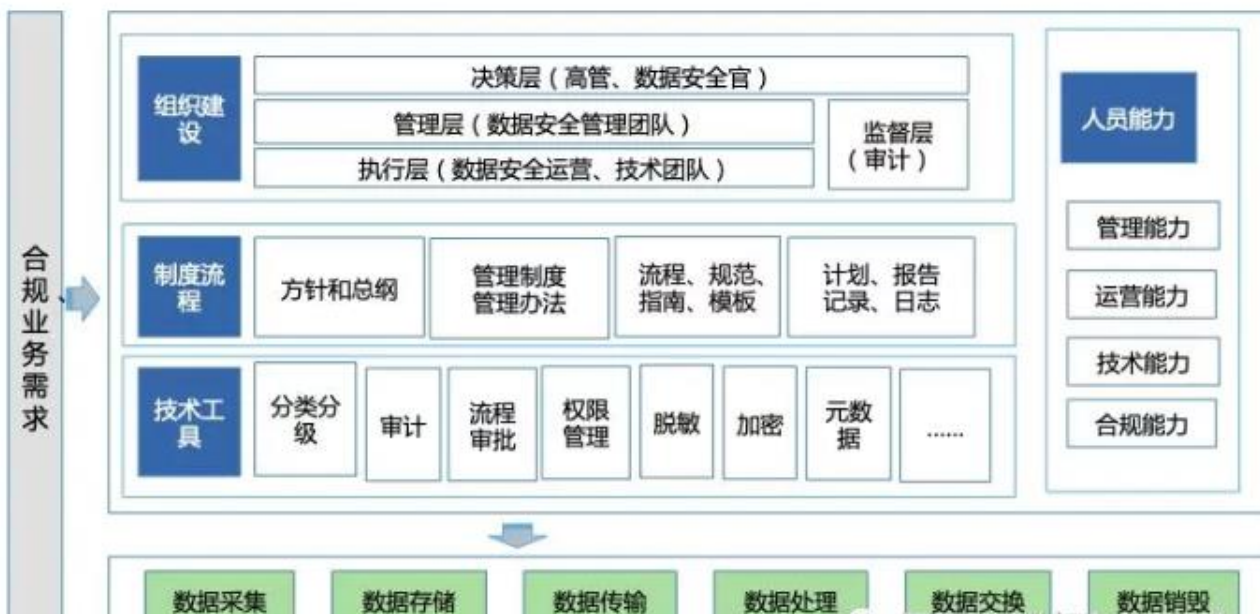 合规、业务需求
组织建设
决策层（高管、数据安全官）
管理层（数据安全管理团队）
执行层（数据安全运营、技术团队）
监督层
（审计）
人员能力
管理能力
运营能力
技术能力
合规能力
制度流程
方针和总纲
管理制度
管理办法
流程、规范、
指南、模板
计划、报告
记录、日志
技术工具
分类分级
审计
流程
审批
权限
管理
脱敏
加密
元数据
……
数据采集
数据存储
数据传输
数据处理
数据交换
数据销毁